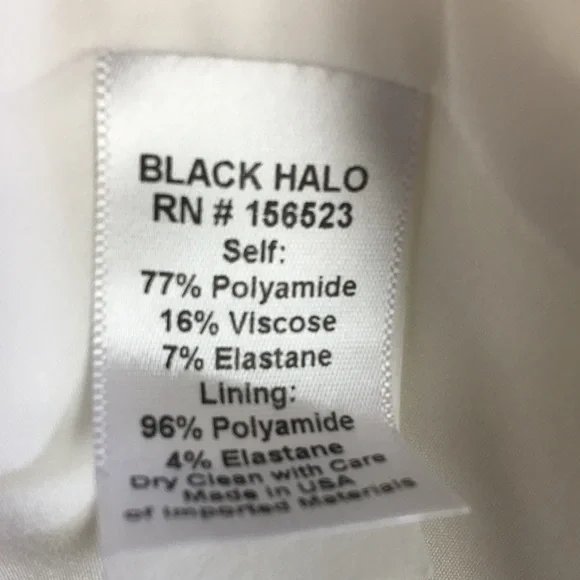 BLACK HALO
RN # 156523
Self:
77% Polyamide
16% Viscose
7% Elastane
Lining:
96% Polyamide
4% Elastane
Dry Clean with Care
Made in USA
of Imported Materials